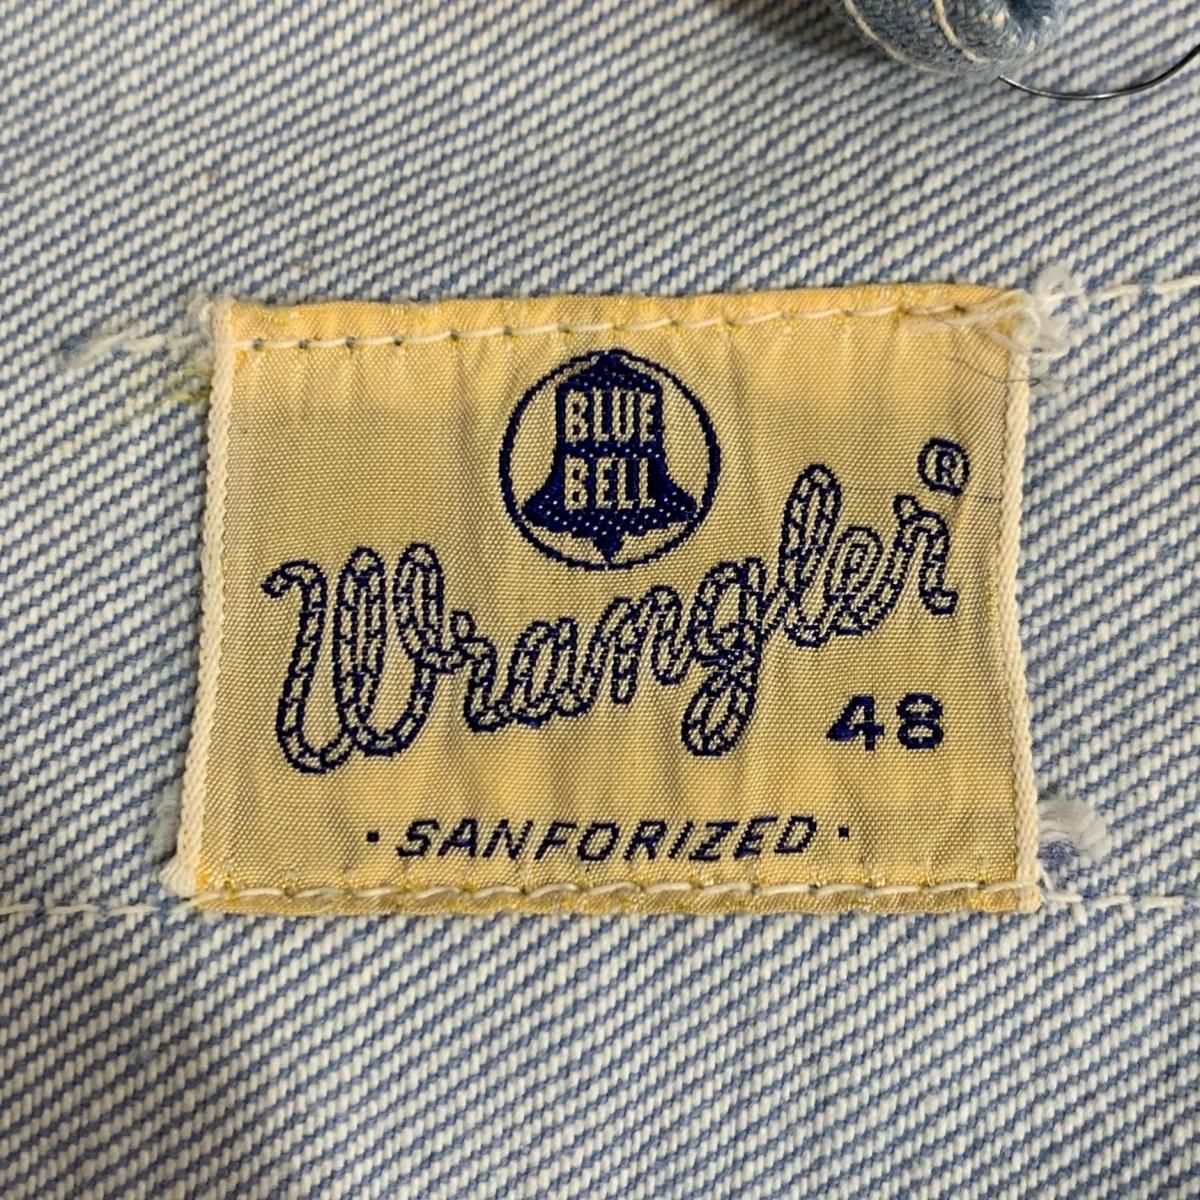 BLUE
BELL
Wrangler®
48
·SANFORIZED·